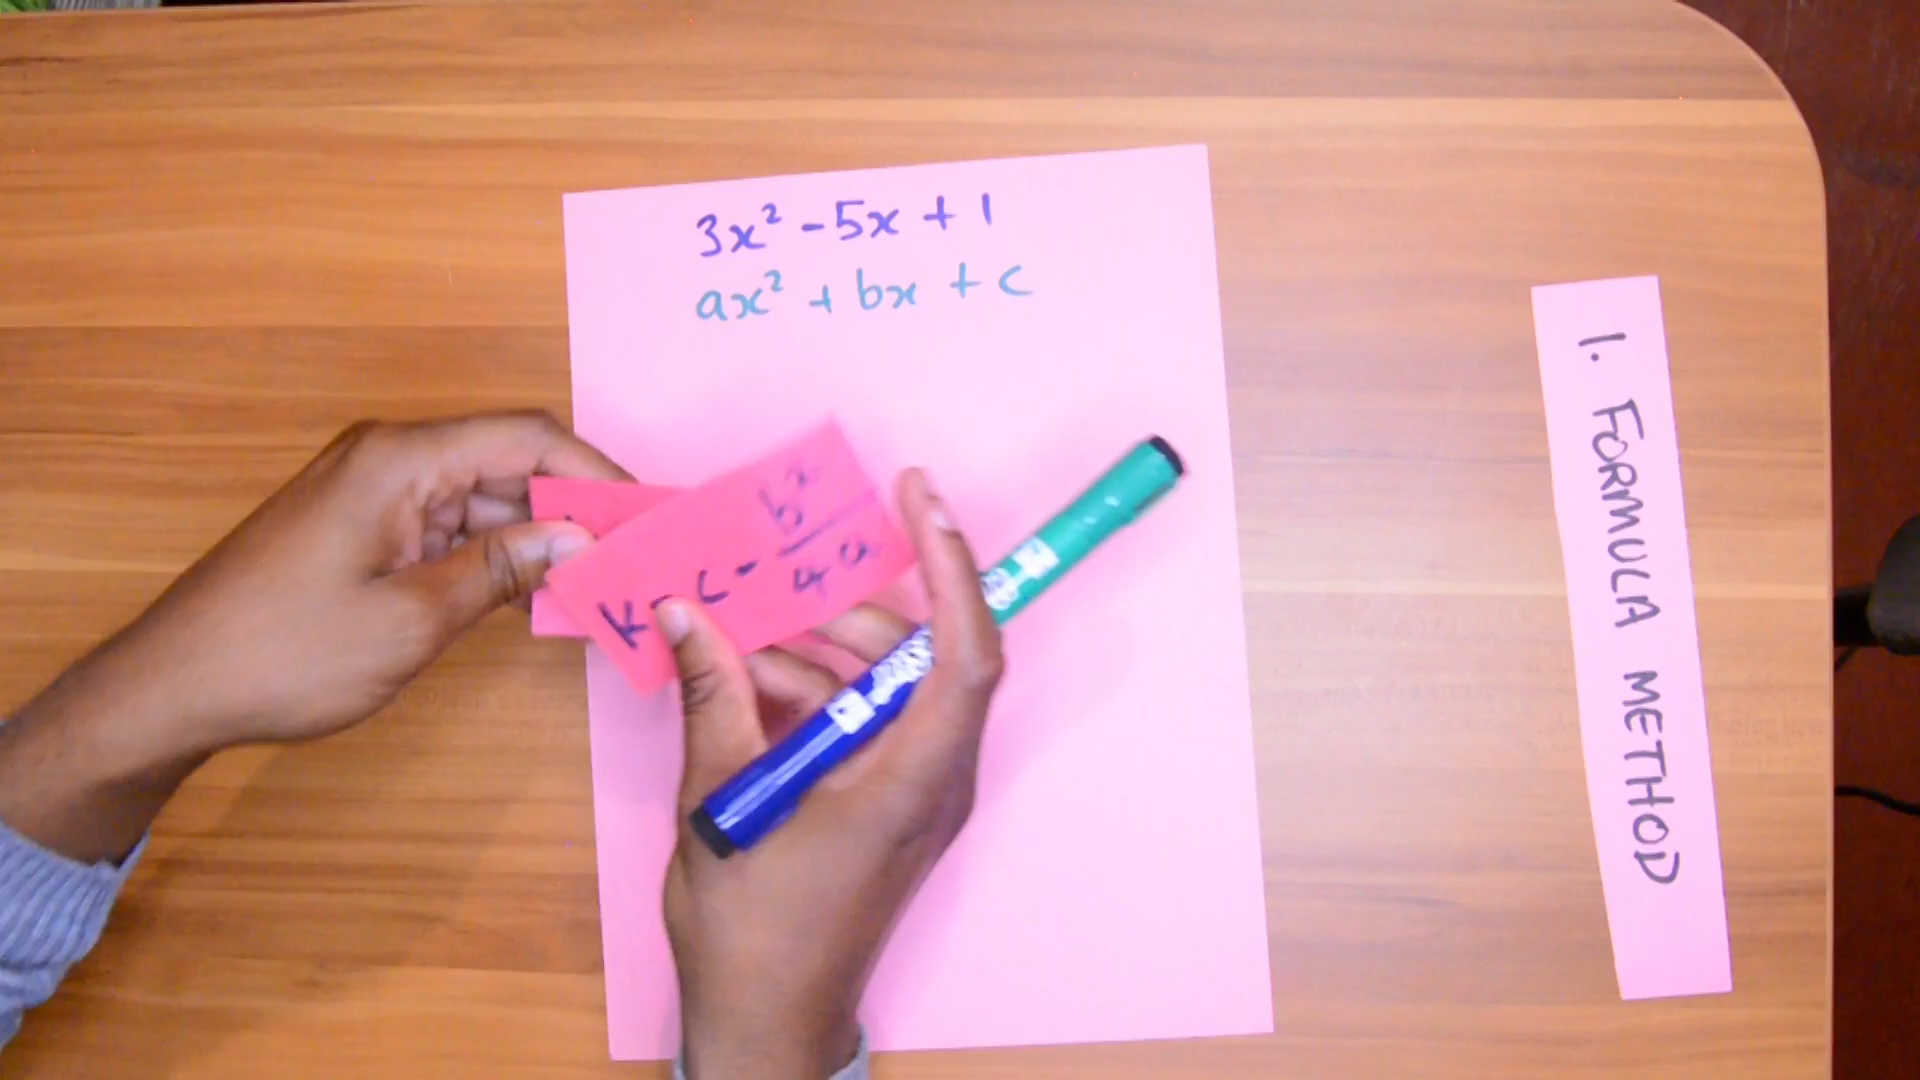 3x² - 5x + 1
ax² + bx + c
K = c - b²/4a
1. FORMULA METHOD